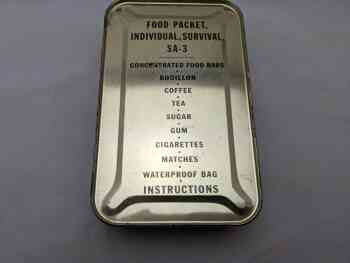 FOOD PACKET,
INDIVIDUAL, SURVIVAL
SA-3
CONCENTRATED FOOD BARS
BOUILLON
COFFEE
TEA
SUGAR
GUM
CIGARETTES
MATCHES
WATERPROOF BAG
INSTRUCTIONS